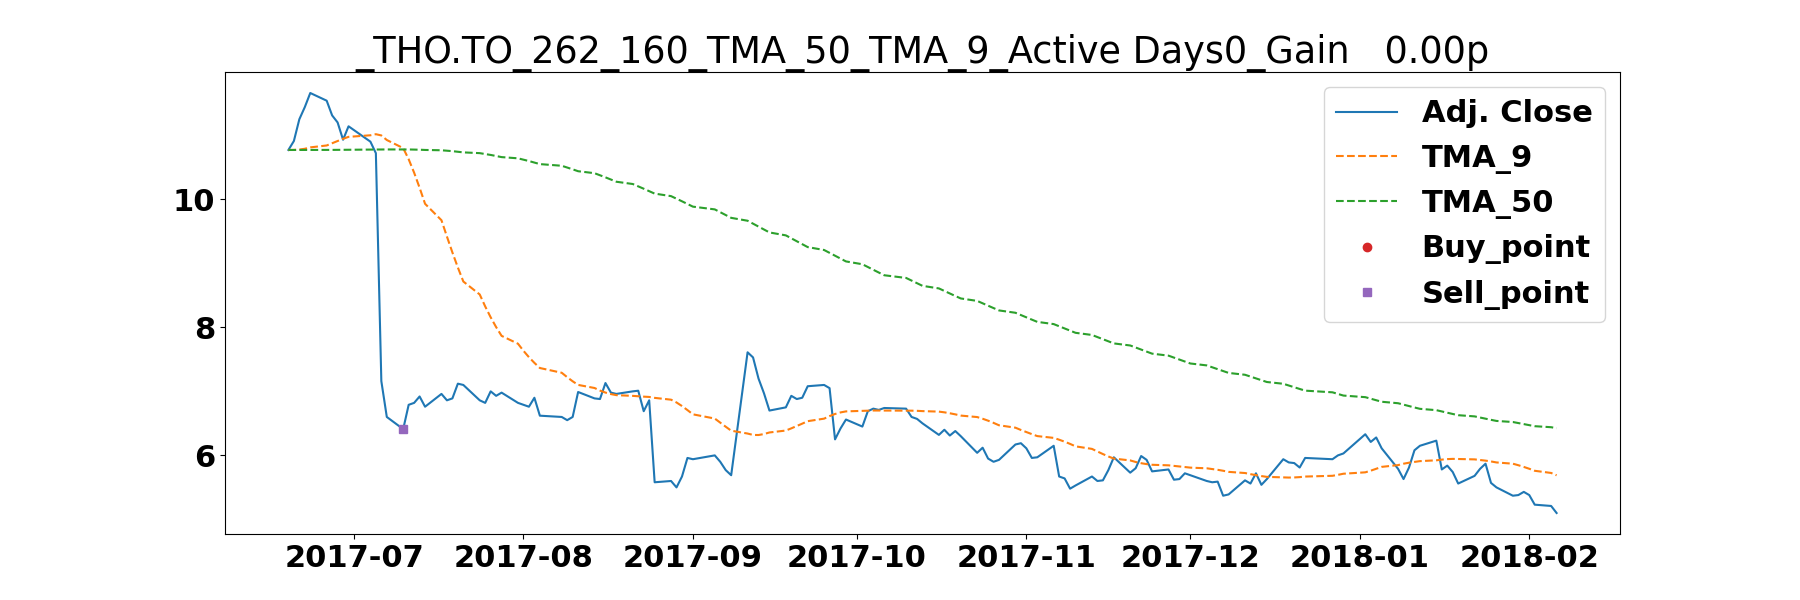 _THO.TO_262_160_TMA_50_TMA_9_Active Days0_Gain   0.00p
Adj. Close
TMA_9
TMA_50
Buy_point
Sell_point
10
8
6
2017-07 2017-08 2017-09 2017-10 2017-11 2017-12 2018-01 2018-02